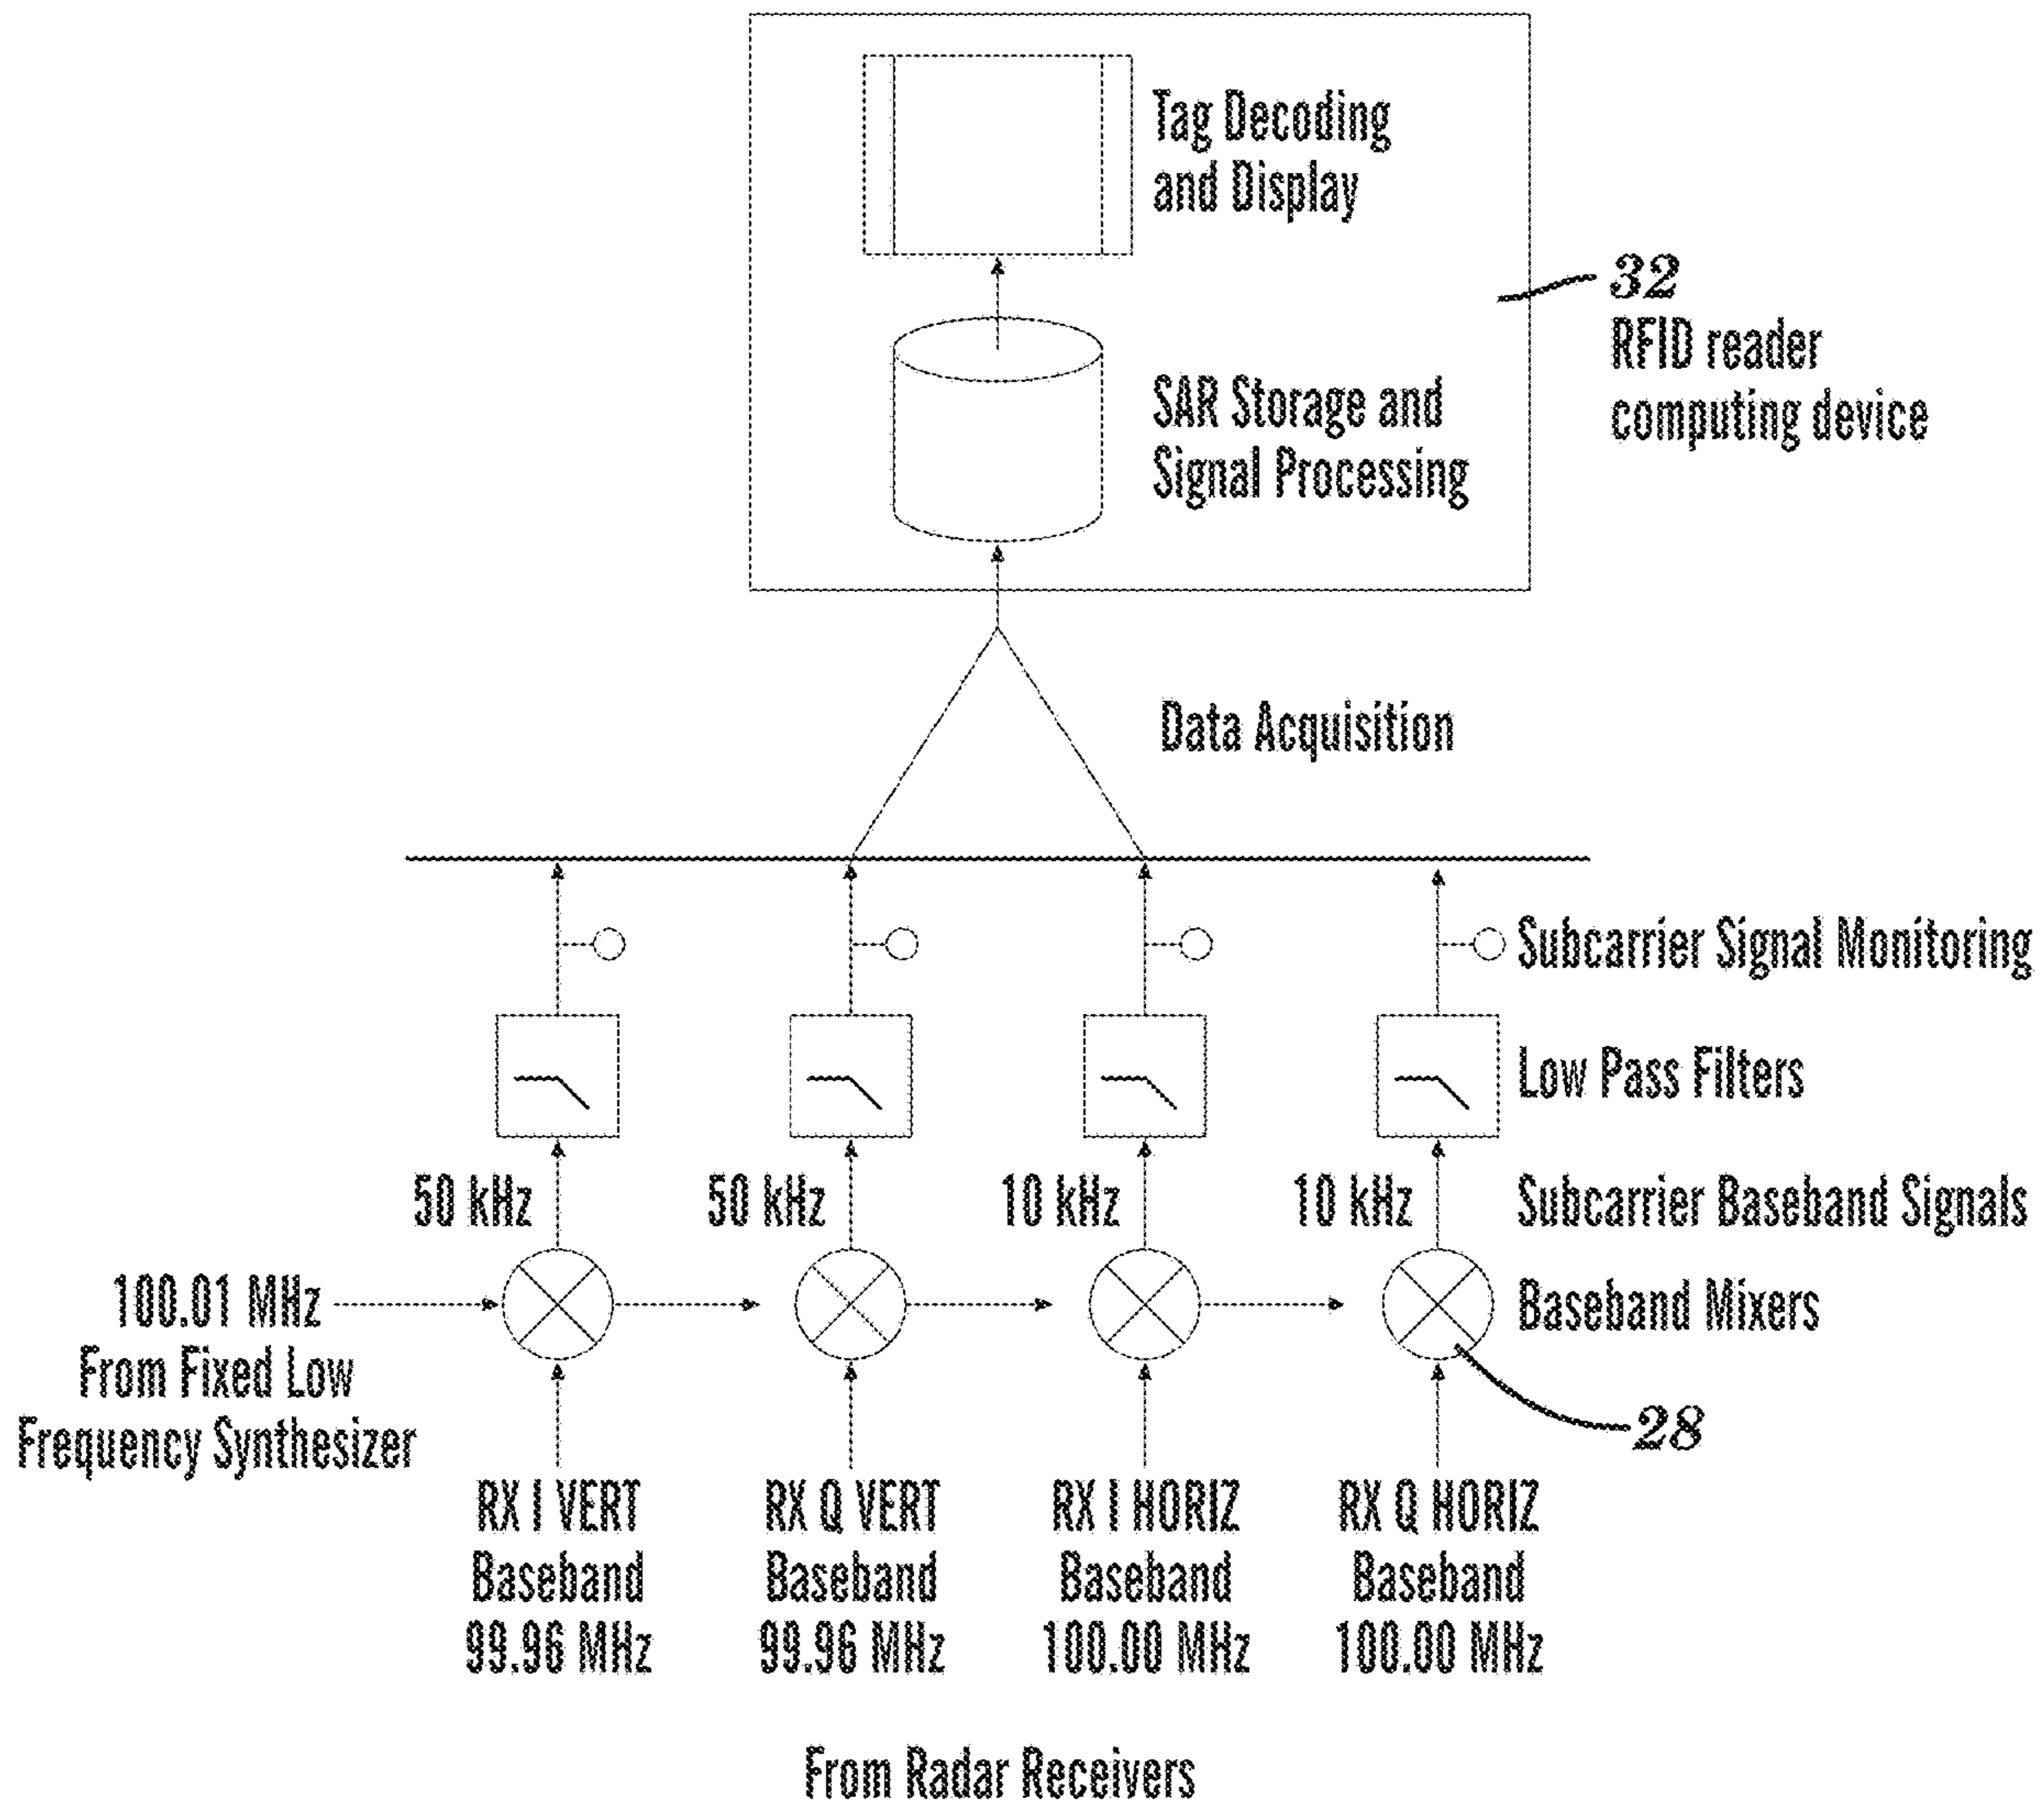 Tag Decoding
and Display
32
RFID reader
computing device
SAR Storage and
Signal Processing
Data Acquisition
Subcarrier Signal Monitoring
Low Pass Filters
50 kHz
50 kHz
10 kHz
10 kHz
Subcarrier Baseband Signals
100.01 MHz
From Fixed Low
Frequency Synthesizer
Baseband Mixers
28
RX I VERT
Baseband
99.96 MHz
RX Q VERT
Baseband
99.96 MHz
RX I HORIZ
Baseband
100.00 MHz
RX Q HORIZ
Baseband
100.00 MHz
From Radar Receivers